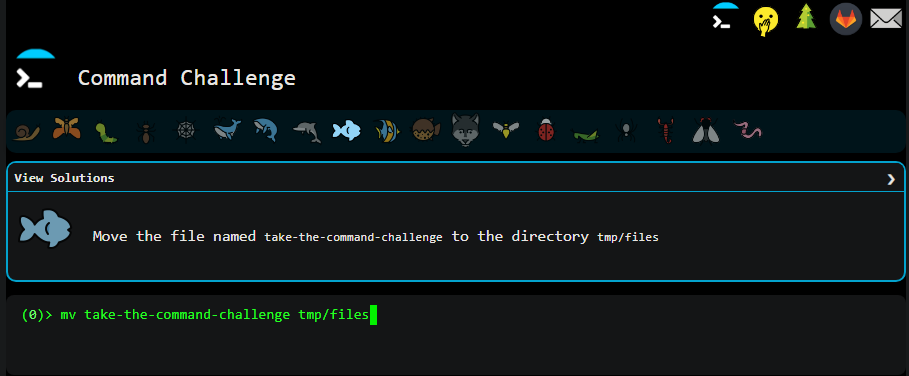 Command Challenge
View Solutions
Move the file named take-the-command-challenge to the directory tmp/files
(0)> mv take-the-command-challenge tmp/files